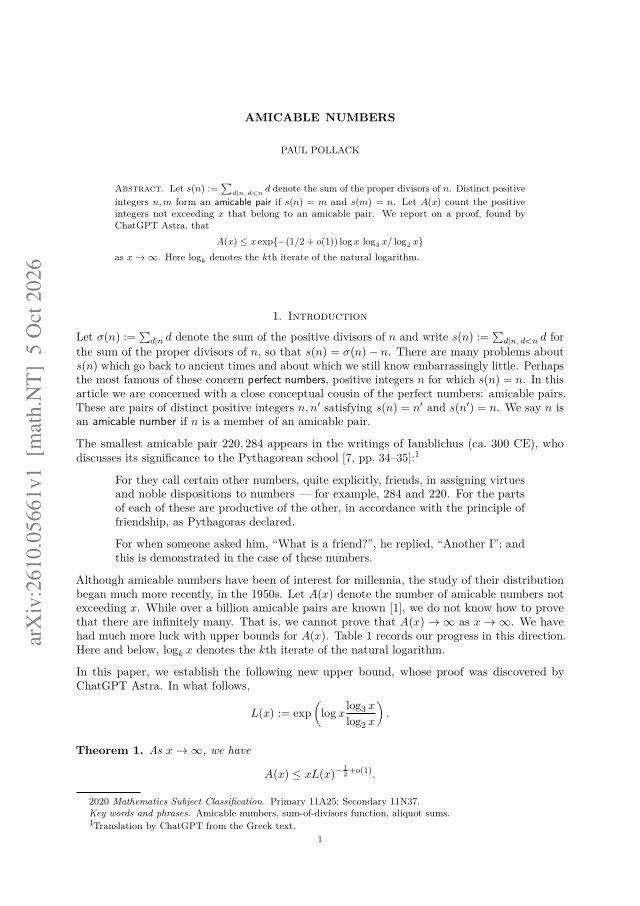 arXiv:2610.05661v1 [math.NT] 5 Oct 2026
AMICABLE NUMBERS
PAUL POLLACK
ABSTRACT. Let s(n) := ∑_{d|n, d<n} d denote the sum of the proper divisors of n. Distinct positive
integers n, m form an amicable pair if s(n) = m and s(m) = n. Let A(x) count the positive
integers not exceeding x that belong to an amicable pair. We report on a proof, found by
ChatGPT Astra, that
A(x) ≤ x exp{−(1/2 + o(1)) log x log₃ x/ log₂ x}
as x → ∞. Here logₖ denotes the kth iterate of the natural logarithm.
1. INTRODUCTION
Let σ(n) := ∑_{d|n} d denote the sum of the positive divisors of n and write s(n) := ∑_{d|n, d<n} d for
the sum of the proper divisors of n, so that s(n) = σ(n) − n. There are many problems about
s(n) which go back to ancient times and about which we still know embarrassingly little. Perhaps
the most famous of these concern perfect numbers, positive integers n for which s(n) = n. In this
article we are concerned with a close conceptual cousin of the perfect numbers: amicable pairs.
These are pairs of distinct positive integers n, n′ satisfying s(n) = n′ and s(n′) = n. We say n is
an amicable number if n is a member of an amicable pair.
The smallest amicable pair 220, 284 appears in the writings of Iamblichus (ca. 300 CE), who
discusses its significance to the Pythagorean school [7, pp. 34–35]:¹
For they call certain other numbers, quite explicitly, friends, in assigning virtues
and noble dispositions to numbers — for example, 284 and 220. For the parts
of each of these are productive of the other, in accordance with the principle of
friendship, as Pythagoras declared.
For when someone asked him, “What is a friend?”, he replied, “Another I”; and
this is demonstrated in the case of these numbers.
Although amicable numbers have been of interest for millennia, the study of their distribution
began much more recently, in the 1950s. Let A(x) denote the number of amicable numbers not
exceeding x. While over a billion amicable pairs are known [1], we do not know how to prove
that there are infinitely many. That is, we cannot prove that A(x) → ∞ as x → ∞. We have
had much more luck with upper bounds for A(x). Table 1 records our progress in this direction.
Here and below, logₖ x denotes the kth iterate of the natural logarithm.
In this paper, we establish the following new upper bound, whose proof was discovered by
ChatGPT Astra. In what follows,
L(x) := exp (log x log₃ x / log₂ x).
Theorem 1. As x → ∞, we have
A(x) ≤ xL(x)^{−1/2+o(1)}.
2020 Mathematics Subject Classification. Primary 11A25; Secondary 11N37.
Key words and phrases. Amicable numbers, sum-of-divisors function, aliquot sums.
¹Translation by ChatGPT from the Greek text.
1